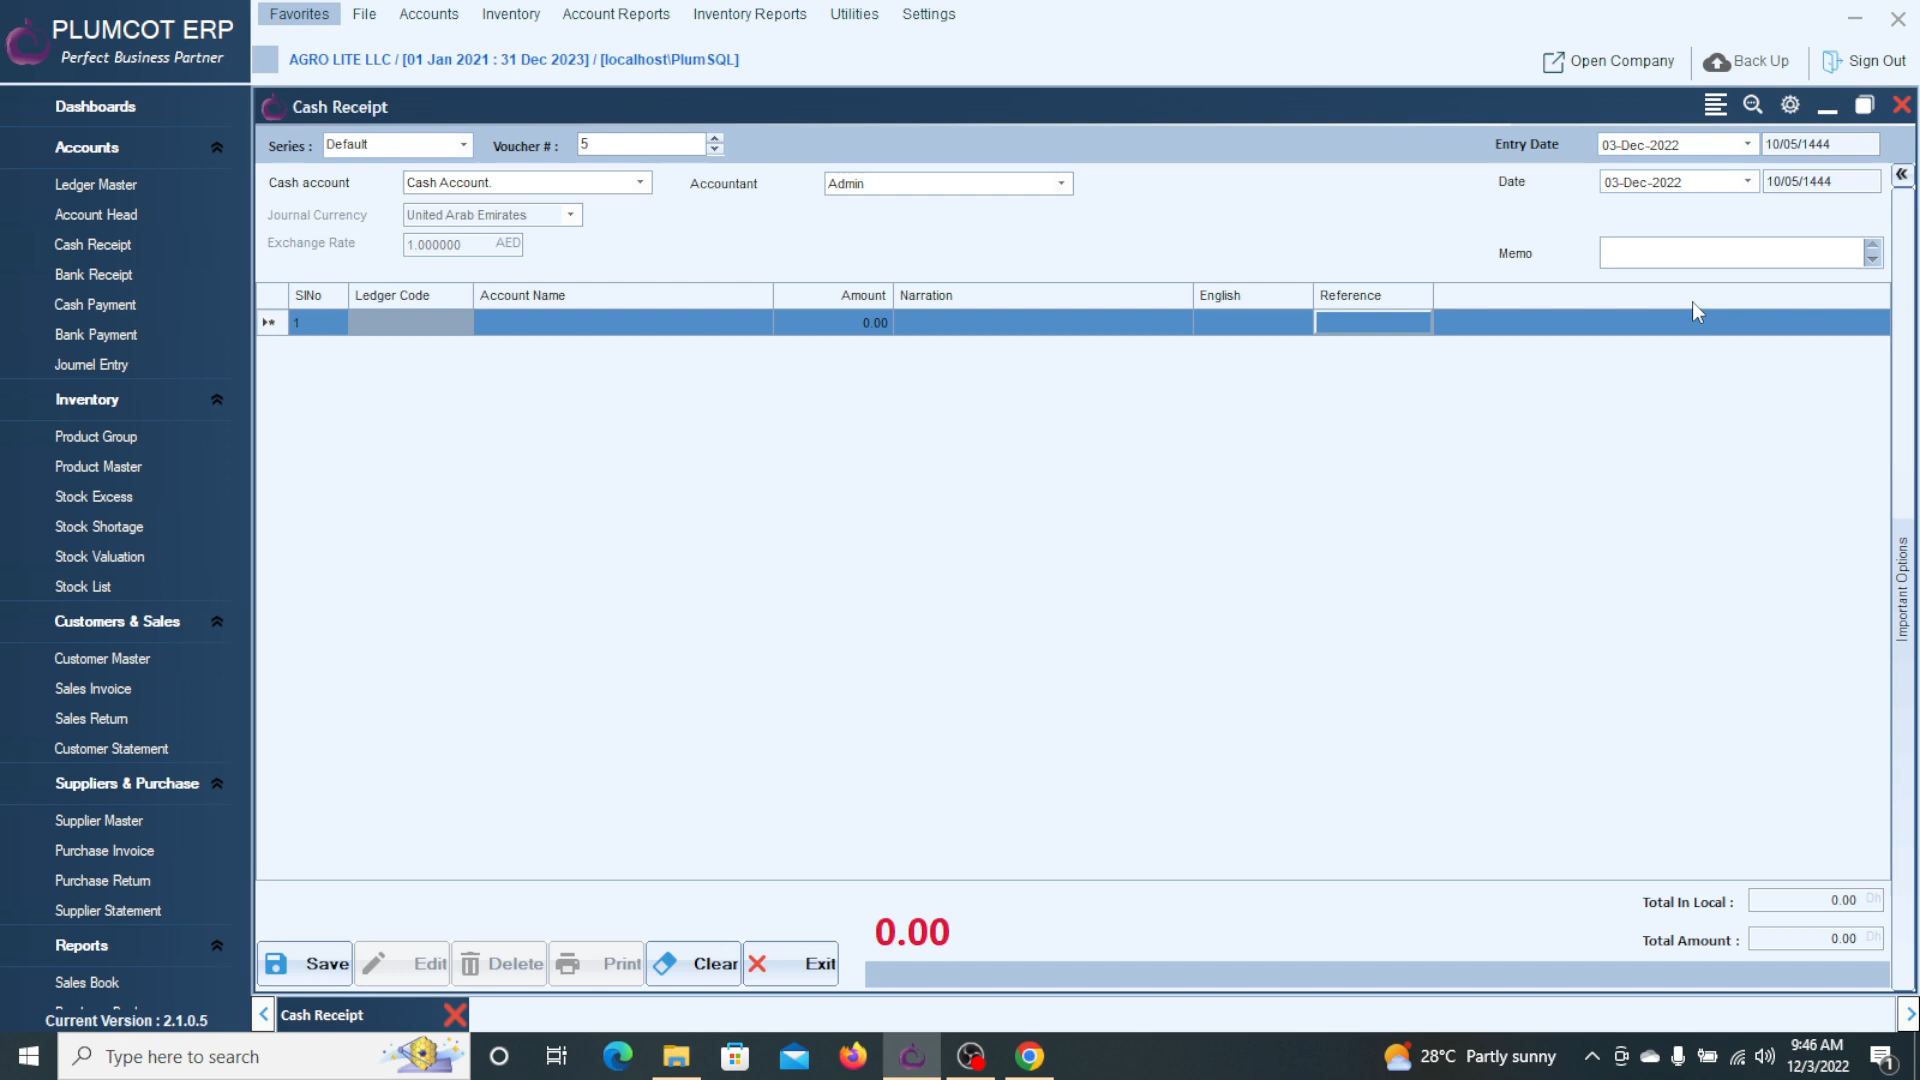 PLUMCOT ERP
Perfect Business Partner
Favorites File Accounts Inventory Account Reports Inventory Reports Utilities Settings
AGRO LITE LLC / [01 Jan 2021 : 31 Dec 2023] / [localhost\PlumSQL]
Open Company Back Up Sign Out
Dashboards
Accounts
Ledger Master
Account Head
Cash Receipt
Bank Receipt
Cash Payment
Bank Payment
Journel Entry
Inventory
Product Group
Product Master
Stock Excess
Stock Shortage
Stock Valuation
Stock List
Customers & Sales
Customer Master
Sales Invoice
Sales Return
Customer Statement
Suppliers & Purchase
Supplier Master
Purchase Invoice
Purchase Return
Supplier Statement
Reports
Sales Book
Current Version : 2.1.0.5
Cash Receipt
Series : Default Voucher # : 5 Entry Date 03-Dec-2022 10/05/1444
Cash account Cash Account. Accountant Admin Date 03-Dec-2022 10/05/1444
Journal Currency United Arab Emirates
Exchange Rate 1.000000 AED
Memo
SlNo Ledger Code Account Name Amount Narration English Reference
1 0.00
Important Options
Total In Local : 0.00 Dh
0.00
Total Amount : 0.00 Dh
Save Edit Delete Print Clear Exit
Cash Receipt
Type here to search
28°C Partly sunny
9:46 AM
12/3/2022
1